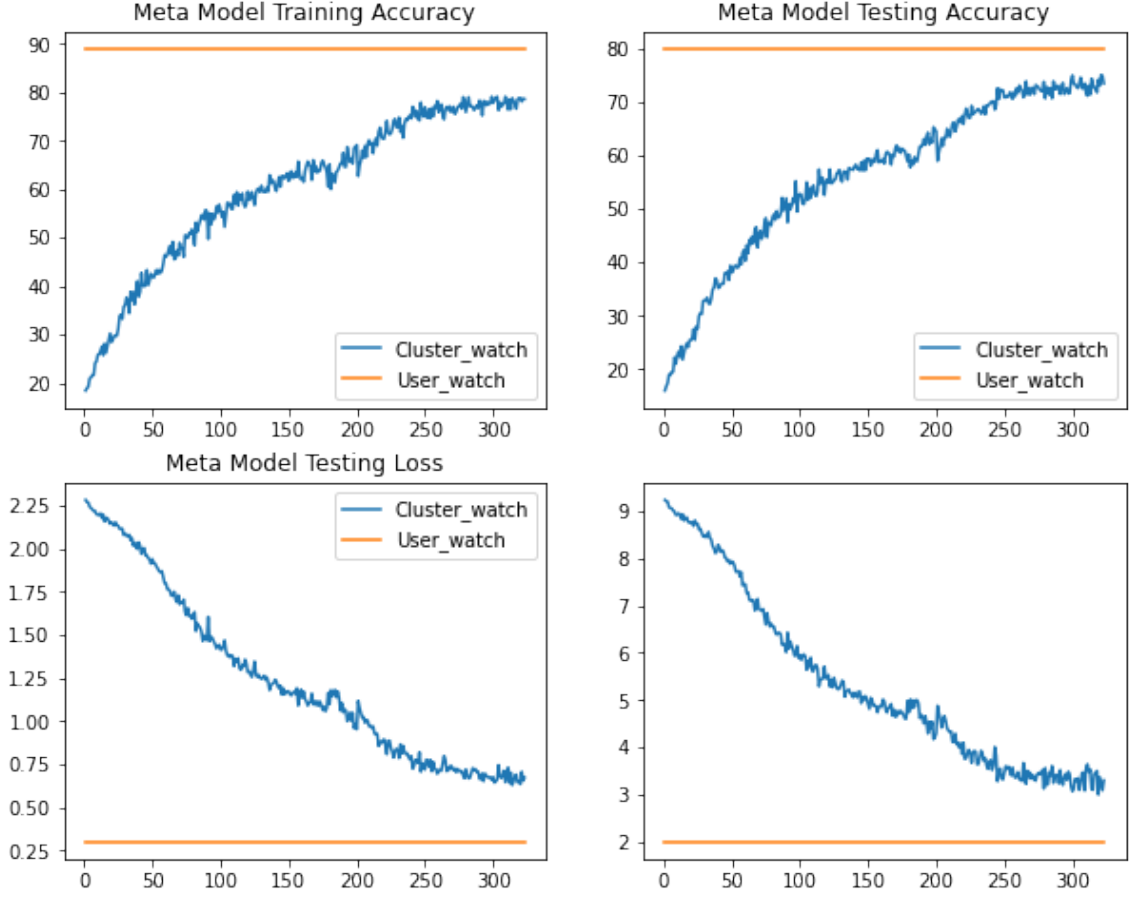 Meta Model Training Accuracy
90
80
70
60
50
40
30
20
0 50 100 150 200 250 300
Cluster_watch
User_watch
Meta Model Testing Accuracy
80
70
60
50
40
30
20
0 50 100 150 200 250 300
Cluster_watch
User_watch
Meta Model Testing Loss
2.25
2.00
1.75
1.50
1.25
1.00
0.75
0.50
0.25
0 50 100 150 200 250 300
Cluster_watch
User_watch
9
8
7
6
5
4
3
2
0 50 100 150 200 250 300